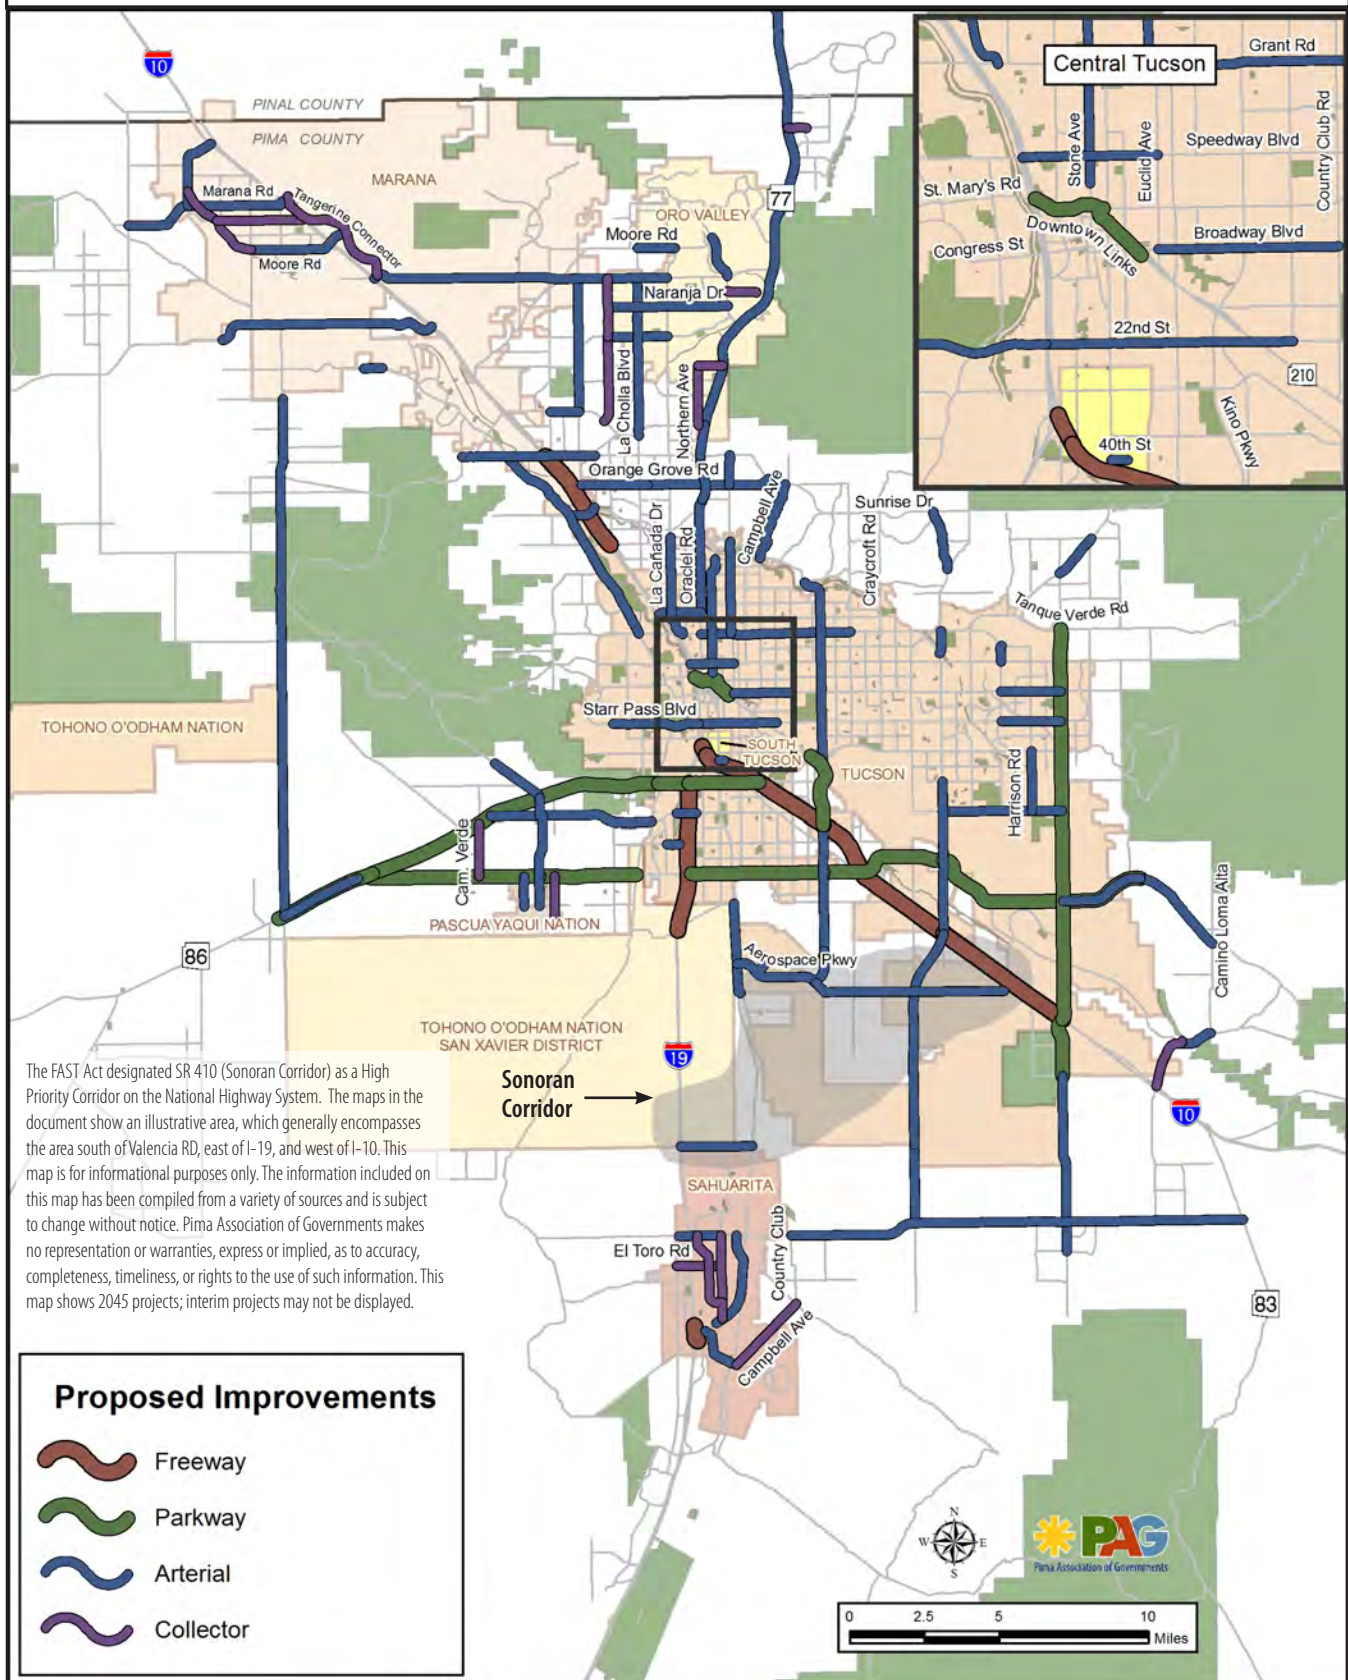 10
PINAL COUNTY
PIMA COUNTY
MARANA
Marana Rd
Tangerine Connector
Moore Rd
ORO VALLEY
77
Moore Rd
Naranja Dr
La Cholla Blvd
Northern Ave
Orange Grove Rd
La Cañada Dr
Oraclel Rd
Campbell Ave
Sunrise Dr
Craycroft Rd
Tanque Verde Rd
Central Tucson
Grant Rd
Stone Ave
Euclid Ave
Speedway Blvd
Country Club Rd
St. Mary's Rd
Downtown Links
Congress St
Broadway Blvd
22nd St
210
Kino Pkwy
40th St
TOHONO O'ODHAM NATION
Starr Pass Blvd
SOUTH
TUCSON
TUCSON
Harrison Rd
Cam. Verde
PASCUA YAQUI NATION
86
Aerospace Pkwy
Camino Loma Alta
TOHONO O'ODHAM NATION
SAN XAVIER DISTRICT
19
Sonoran
Corridor
10
The FAST Act designated SR 410 (Sonoran Corridor) as a High
Priority Corridor on the National Highway System. The maps in the
document show an illustrative area, which generally encompasses
the area south of Valencia RD, east of I-19, and west of I-10. This
map is for informational purposes only. The information included on
this map has been compiled from a variety of sources and is subject
to change without notice. Pima Association of Governments makes
no representation or warranties, express or implied, as to accuracy,
completeness, timeliness, or rights to the use of such information. This
map shows 2045 projects; interim projects may not be displayed.
SAHUARITA
El Toro Rd
Country Club
Campbell Ave
83
Proposed Improvements
Freeway
Parkway
Arterial
Collector
N
W E
S
PAG
Pima Association of Governments
0 2.5 5 10
Miles